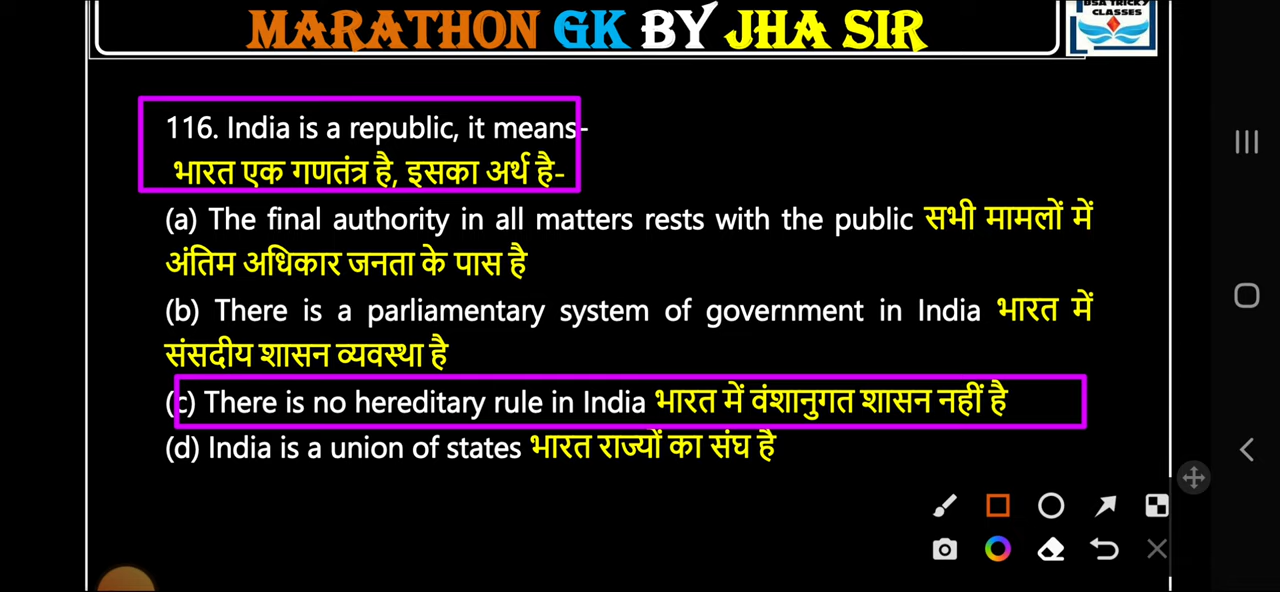 MARATHON GK BY JHA SIR
BSA TRICKY
CLASSES
116. India is a republic, it means-
भारत एक गणतंत्र है, इसका अर्थ है-
(a) The final authority in all matters rests with the public सभी मामलों में
अंतिम अधिकार जनता के पास है
(b) There is a parliamentary system of government in India भारत में
संसदीय शासन व्यवस्था है
(c) There is no hereditary rule in India भारत में वंशानुगत शासन नहीं है
(d) India is a union of states भारत राज्यों का संघ है